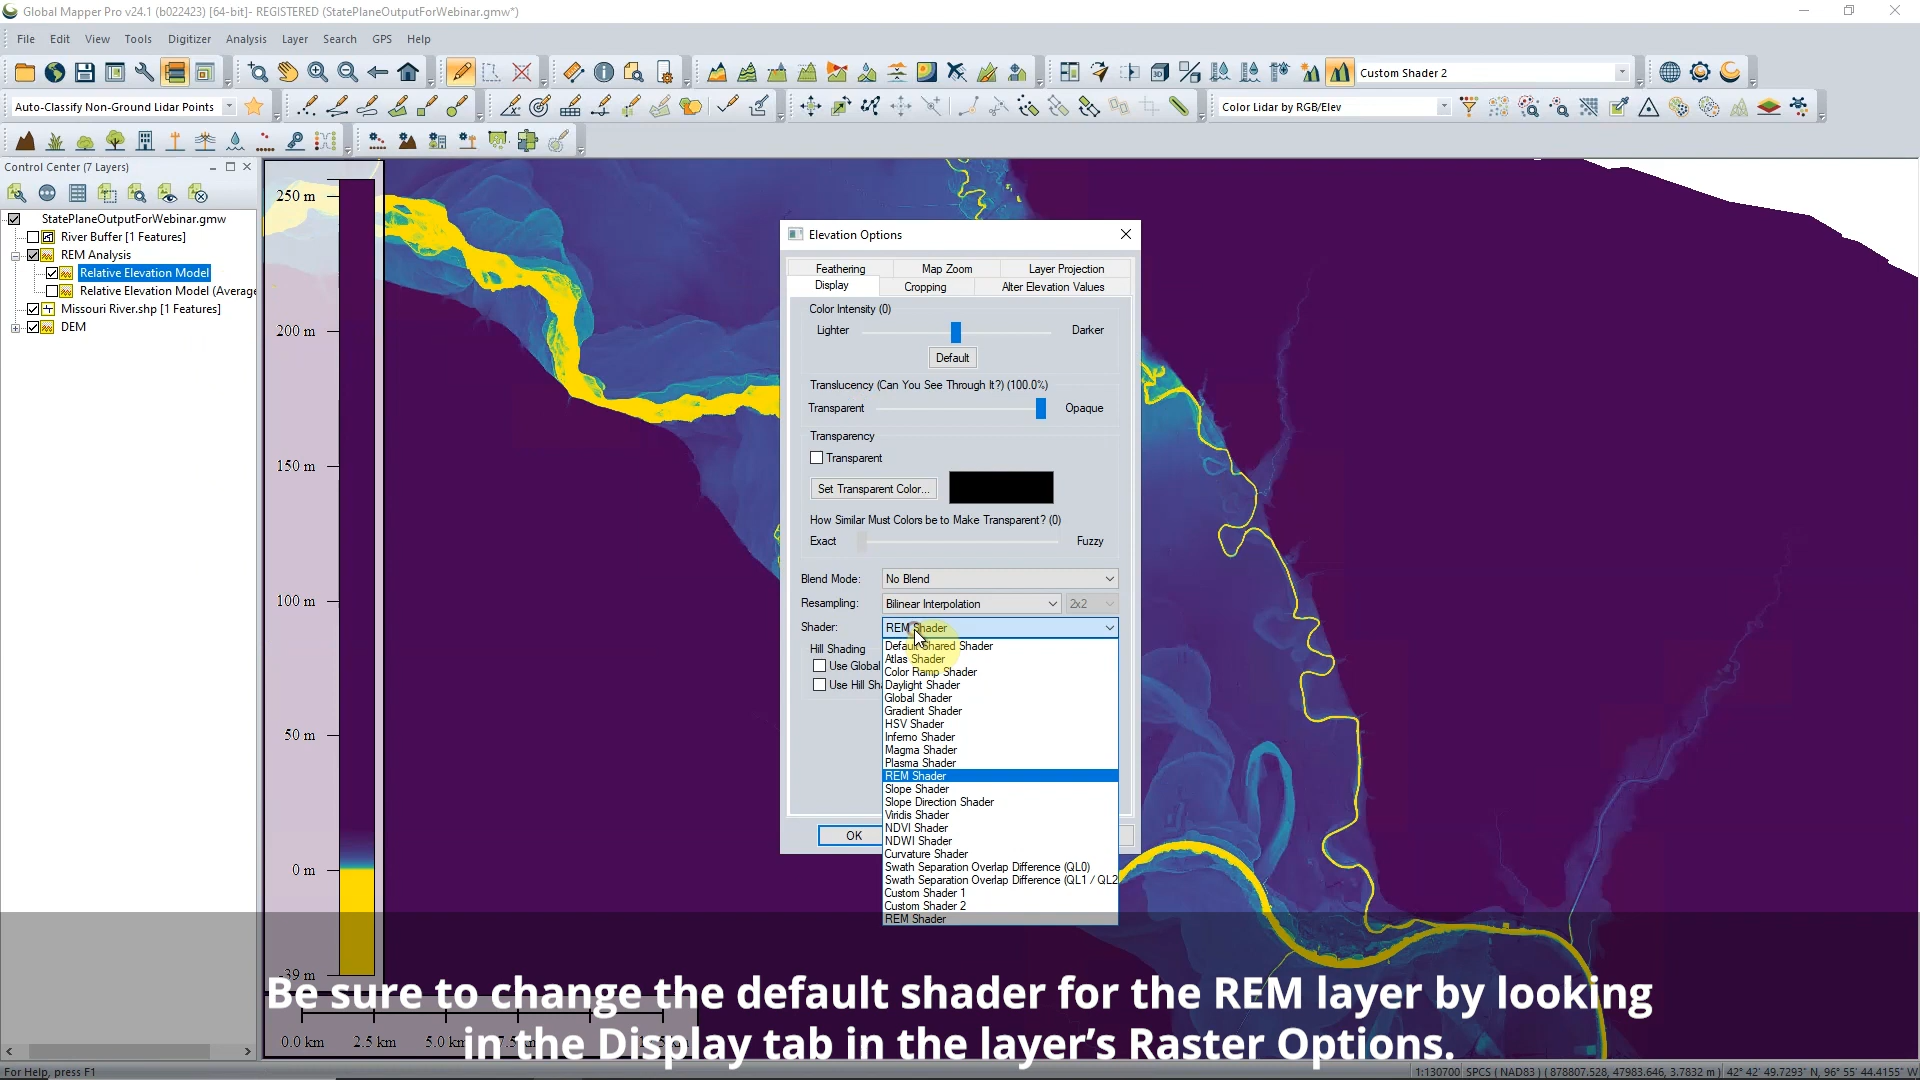 Global Mapper Pro v24.1 (b022423) [64-bit]- REGISTERED (StatePlaneOutputForWebinar.gmw*)
File Edit View Tools Digitizer Analysis Layer Search GPS Help
Custom Shader 2
Auto-Classify Non-Ground Lidar Points
Color Lidar by RGB/Elev
Control Center (7 Layers)
StatePlaneOutputForWebinar.gmw
River Buffer [1 Features]
REM Analysis
Relative Elevation Model
Relative Elevation Model (Average
Missouri River.shp [1 Features]
DEM
250 m
200 m
150 m
100 m
50 m
0 m
-39 m
0.0 km 2.5 km 5.0 km
Elevation Options
Feathering Map Zoom Layer Projection
Display Cropping Alter Elevation Values
Color Intensity (0)
Lighter Darker
Default
Translucency (Can You See Through It?) (100.0%)
Transparent Opaque
Transparency
Transparent
Set Transparent Color...
How Similar Must Colors be to Make Transparent? (0)
Exact Fuzzy
Blend Mode: No Blend
Resampling: Bilinear Interpolation 2x2
Shader: REM Shader
Hill Shading
Use Global
Use Hill Sh
Default Shared Shader
Atlas Shader
Color Ramp Shader
Daylight Shader
Global Shader
Gradient Shader
HSV Shader
Inferno Shader
Magma Shader
Plasma Shader
REM Shader
Slope Shader
Slope Direction Shader
Viridis Shader
NDVI Shader
NDWI Shader
Curvature Shader
Swath Separation Overlap Difference (QL0)
Swath Separation Overlap Difference (QL1 / QL2
Custom Shader 1
Custom Shader 2
REM Shader
OK
Be sure to change the default shader for the REM layer by looking
in the Display tab in the layer’s Raster Options.
For Help, press F1
1:130700 SPCS ( NAD83 ) ( 878807.528, 47983.646, 3.7832 m ) 42° 42' 49.7293" N, 96° 55' 44.4155" W